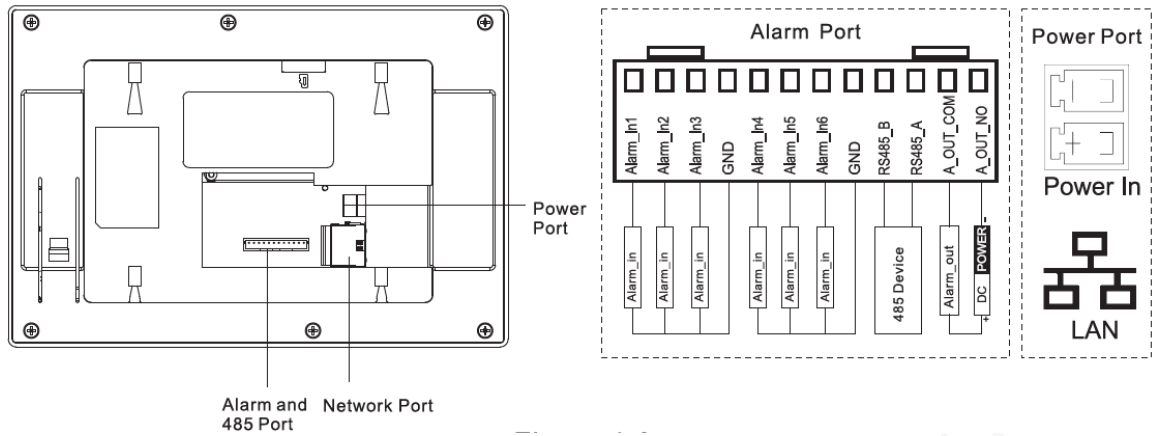 Power
Port
Alarm and
485 Port
Network Port
Alarm Port
Alarm_In1
Alarm_In2
Alarm_In3
GND
Alarm_In4
Alarm_In5
Alarm_In6
GND
RS485_B
RS485_A
A_OUT_COM
A_OUT_NO
Alarm_in
Alarm_in
Alarm_in
Alarm_in
Alarm_in
Alarm_in
485 Device
Alarm_out
+ DC POWER -
Power Port
-
+
Power In
LAN